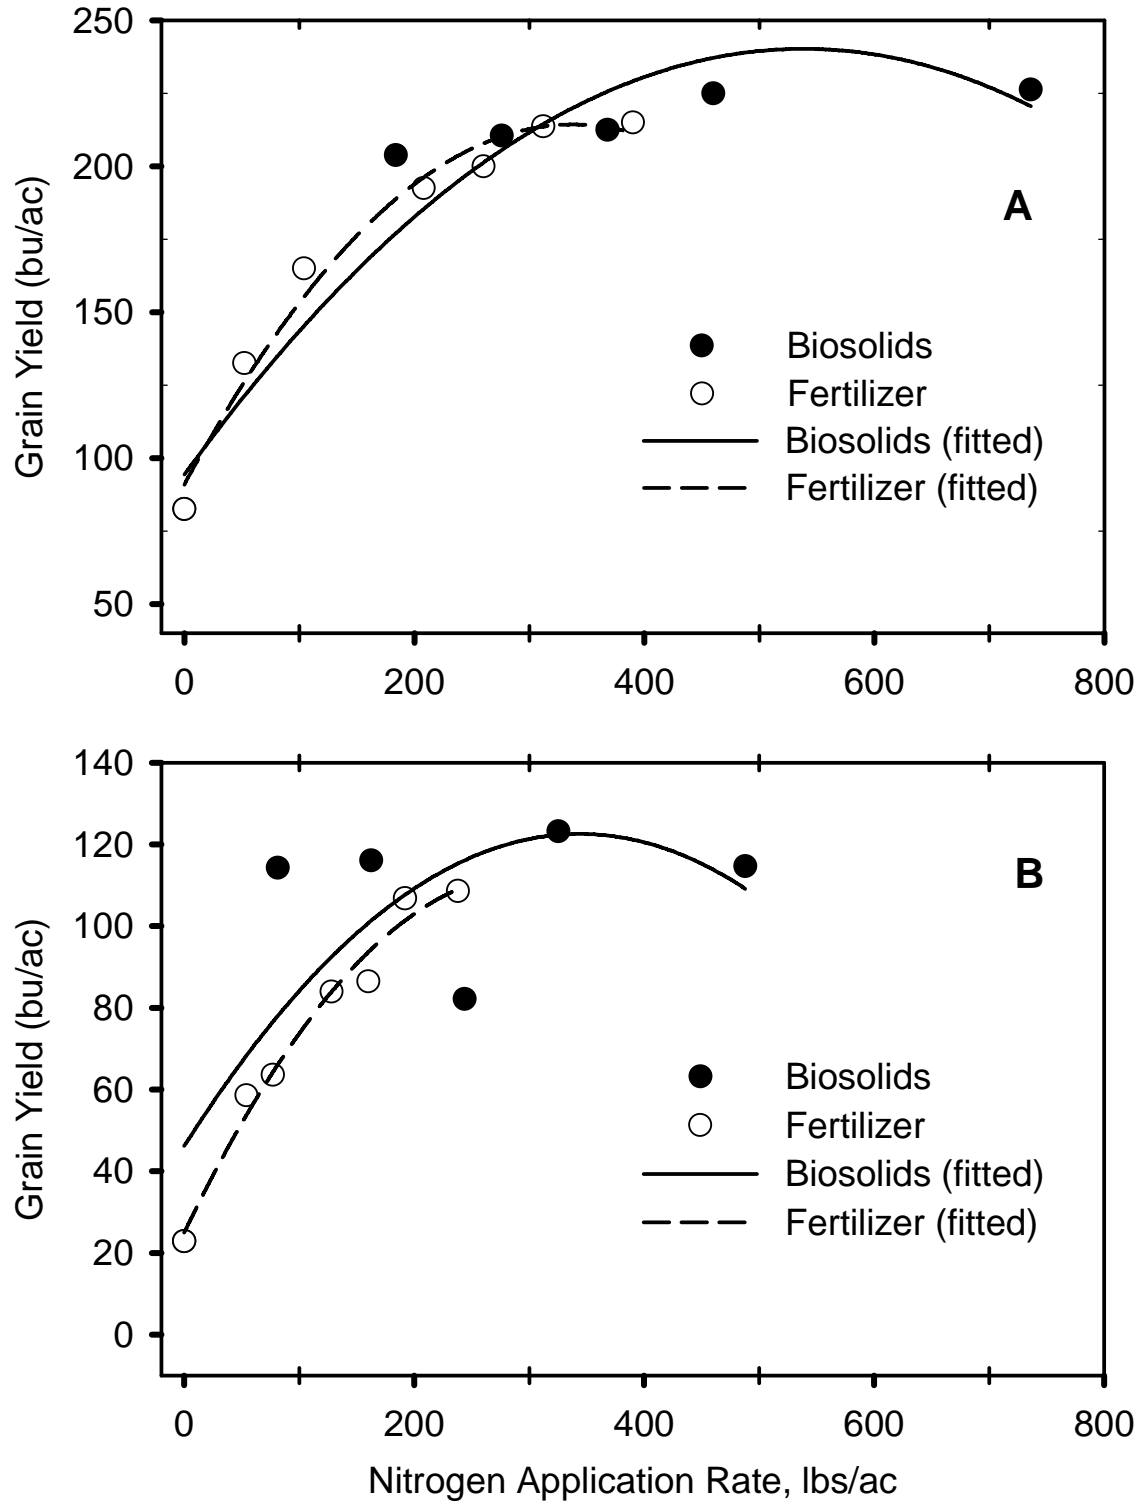 250
200
150
100
50
Grain Yield (bu/ac)
A
Biosolids
Fertilizer
Biosolids (fitted)
Fertilizer (fitted)
0 200 400 600 800
140
120
100
80
60
40
20
0
Grain Yield (bu/ac)
B
Biosolids
Fertilizer
Biosolids (fitted)
Fertilizer (fitted)
0 200 400 600 800
Nitrogen Application Rate, lbs/ac